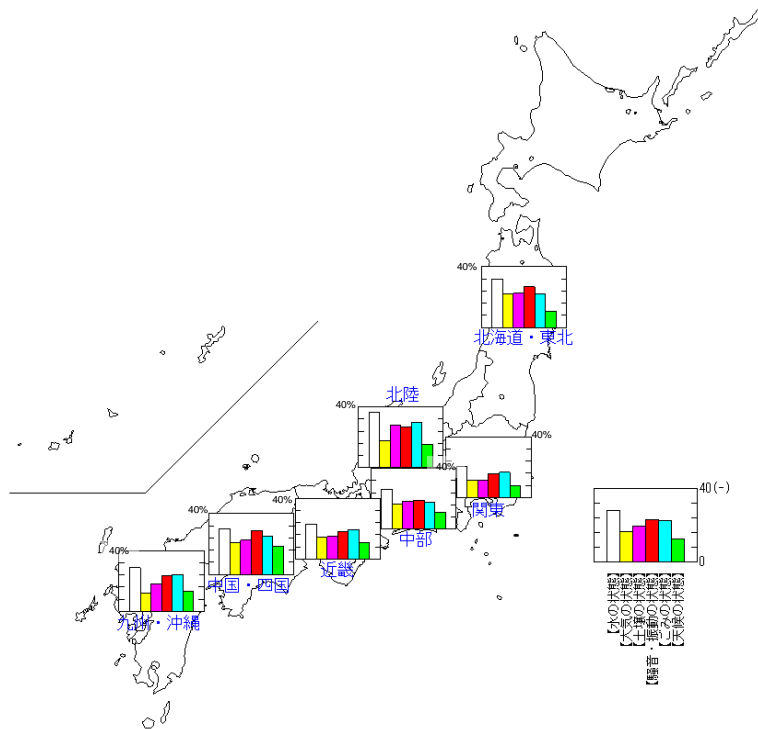 40%
北海道・東北
北陸
40%
40%
関東
40%
中部
40%
近畿
40%
中国・四国
40%
九州・沖縄
40(-)
0
【水の状態】
【大気の状態】
【土壌の状態】
【騒音・振動の状態】
【ごみの状態】
【天候の状態】